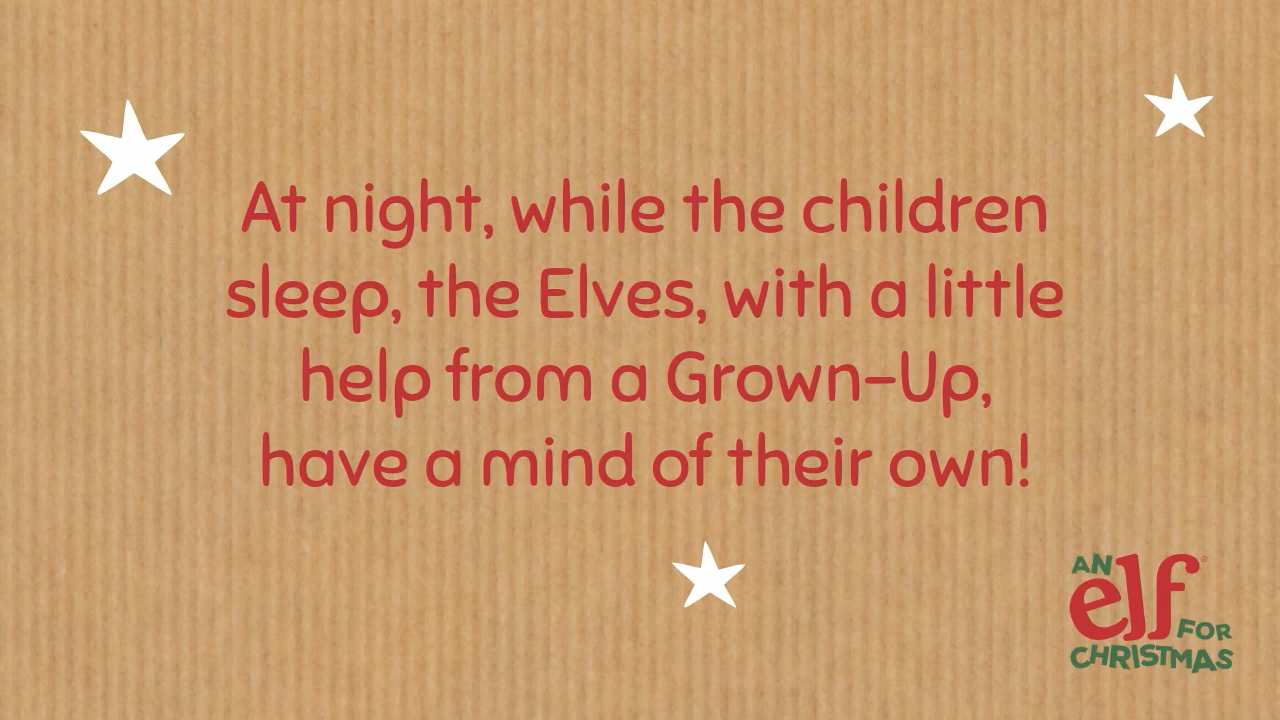 At night, while the children
sleep, the Elves, with a little
help from a Grown-Up,
have a mind of their own!
AN
elf
FOR
CHRISTMAS